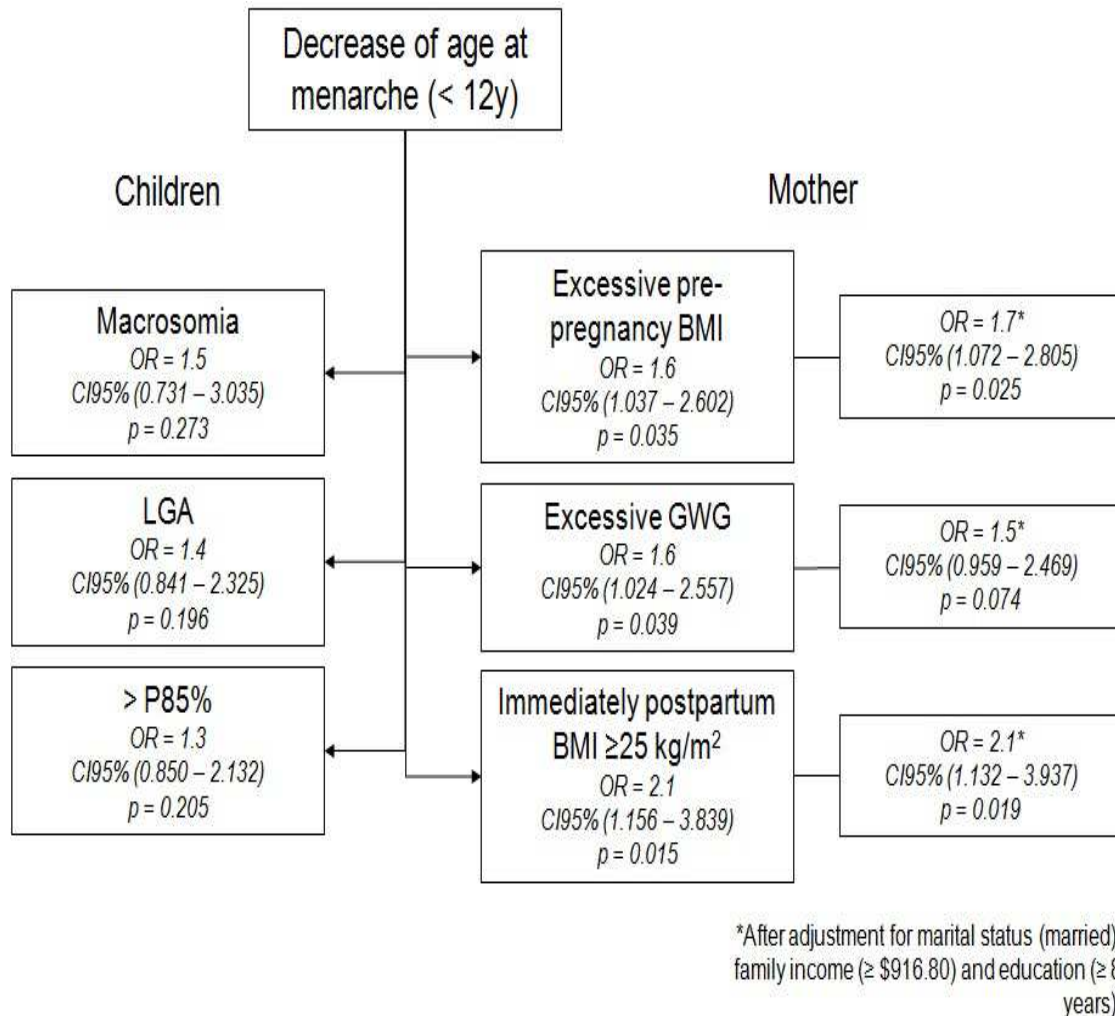 Decrease of age at
menarche (< 12y)
Children
Mother
Macrosomia
OR = 1.5
CI95% (0.731 – 3.035)
p = 0.273
LGA
OR = 1.4
CI95% (0.841 – 2.325)
p = 0.196
> P85%
OR = 1.3
CI95% (0.850 – 2.132)
p = 0.205
Excessive pre-
pregnancy BMI
OR = 1.6
CI95% (1.037 – 2.602)
p = 0.035
OR = 1.7*
CI95% (1.072 – 2.805)
p = 0.025
Excessive GWG
OR = 1.6
CI95% (1.024 – 2.557)
p = 0.039
OR = 1.5*
CI95% (0.959 – 2.469)
p = 0.074
Immediately postpartum
BMI ≥25 kg/m²
OR = 2.1
CI95% (1.156 – 3.839)
p = 0.015
OR = 2.1*
CI95% (1.132 – 3.937)
p = 0.019
*After adjustment for marital status (married)
family income (≥ $916.80) and education (≥ 8
years)